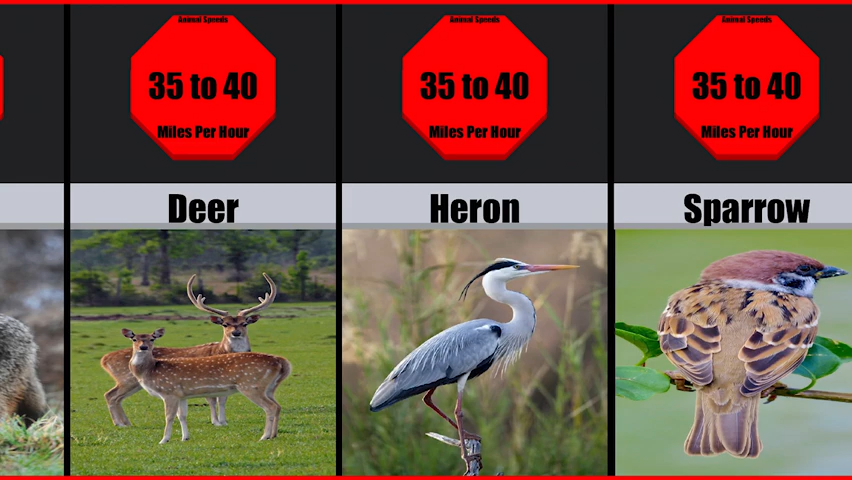 Animal Speeds
35 to 40
Miles Per Hour
Deer
Animal Speeds
35 to 40
Miles Per Hour
Heron
Animal Speeds
35 to 40
Miles Per Hour
Sparrow